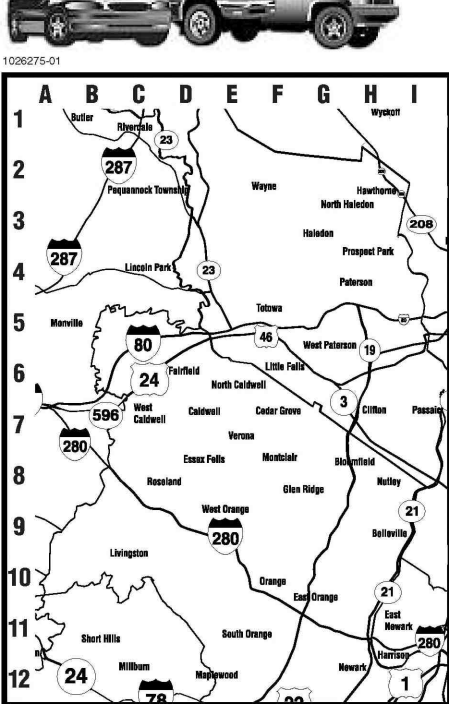 1026275-01
A B C D E F G H I
1
Butler
Riverdale
23
Wyckoff
2
287
Pequannock Township
Wayne
Hawthorne
North Haledon
3
Haledon
208
Prospect Park
287
4
Lincoln Park
23
Paterson
Totowa
5
Monville
80
46
West Paterson
19
6
24
Fairfield
Little Falls
North Caldwell
3
596
West
Caldwell
Caldwell
Cedar Grove
Clifton
Passaic
7
280
Verona
Essex Fells
Montclair
Bloomfield
8
Roseland
Glen Ridge
Nutley
West Orange
21
9
280
Belleville
Livingston
10
Orange
21
East Orange
East
Newark
11
Short Hills
South Orange
280
Harrison
12
24
Millburn
Maplewood
Newark
1
78